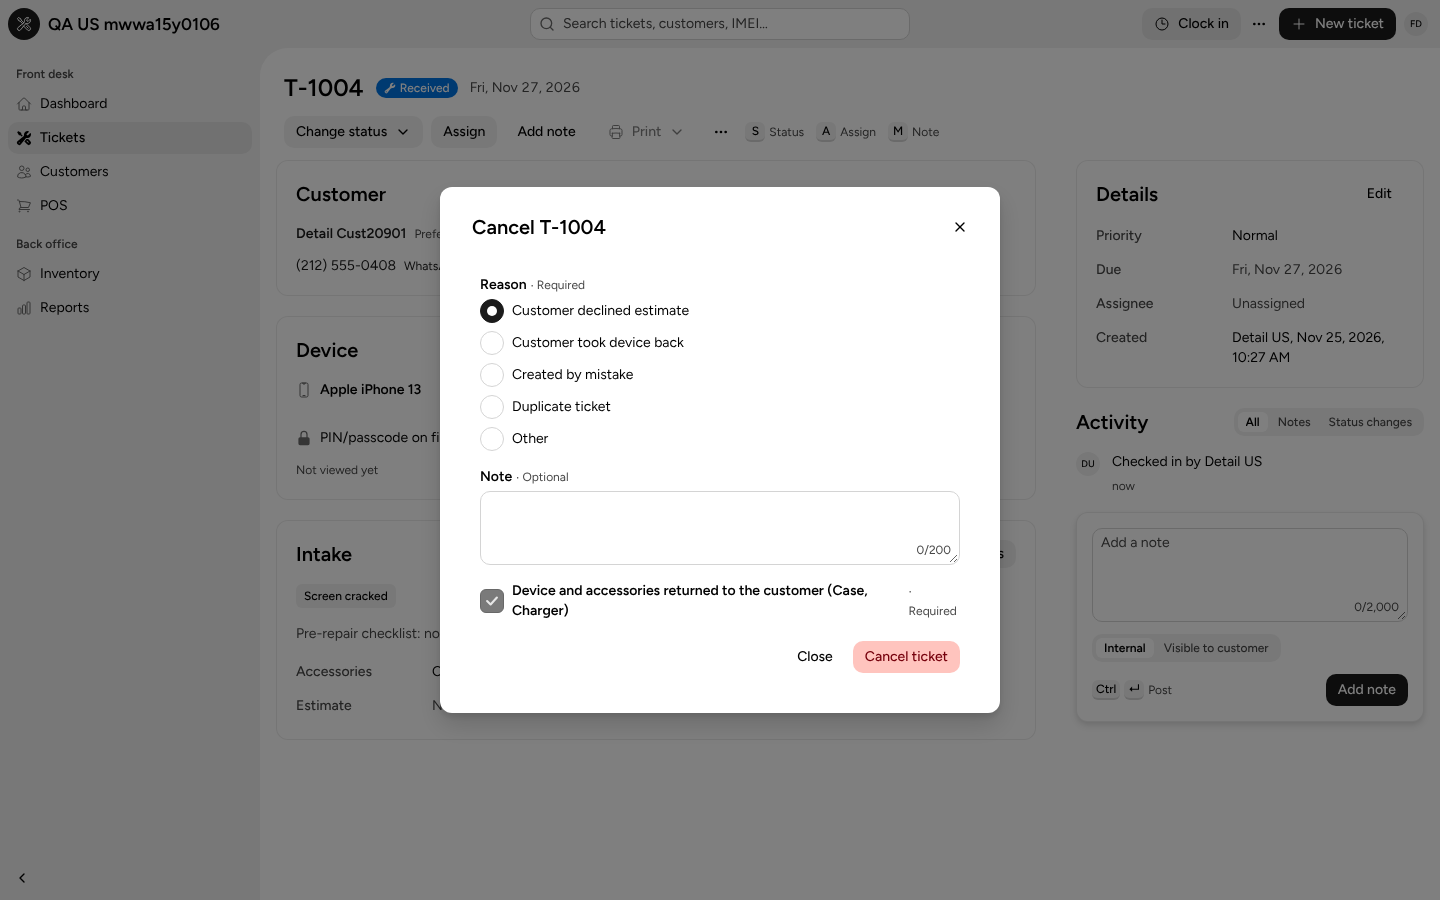 QA US mwwa15y0106
Search tickets, customers, IMEI...
Clock in
New ticket
FD
Front desk
Dashboard
Tickets
Customers
POS
Back office
Inventory
Reports
T-1004
Received
Fri, Nov 27, 2026
Change status
Assign
Add note
Print
S Status
A Assign
M Note
Customer
Detail Cust20901
(212) 555-0408
Device
Apple iPhone 13
PIN/passcode on
Not viewed yet
Intake
Screen cracked
Pre-repair checklist:
Accessories
Estimate
Cancel T-1004
Reason · Required
Customer declined estimate
Customer took device back
Created by mistake
Duplicate ticket
Other
Note · Optional
0/200
Device and accessories returned to the customer (Case, Charger) · Required
Close
Cancel ticket
Details
Edit
Priority Normal
Due Fri, Nov 27, 2026
Assignee Unassigned
Created Detail US, Nov 25, 2026,
10:27 AM
Activity
All Notes Status changes
DU Checked in by Detail US
now
Add a note
0/2,000
Internal Visible to customer
Ctrl ↵ Post
Add note